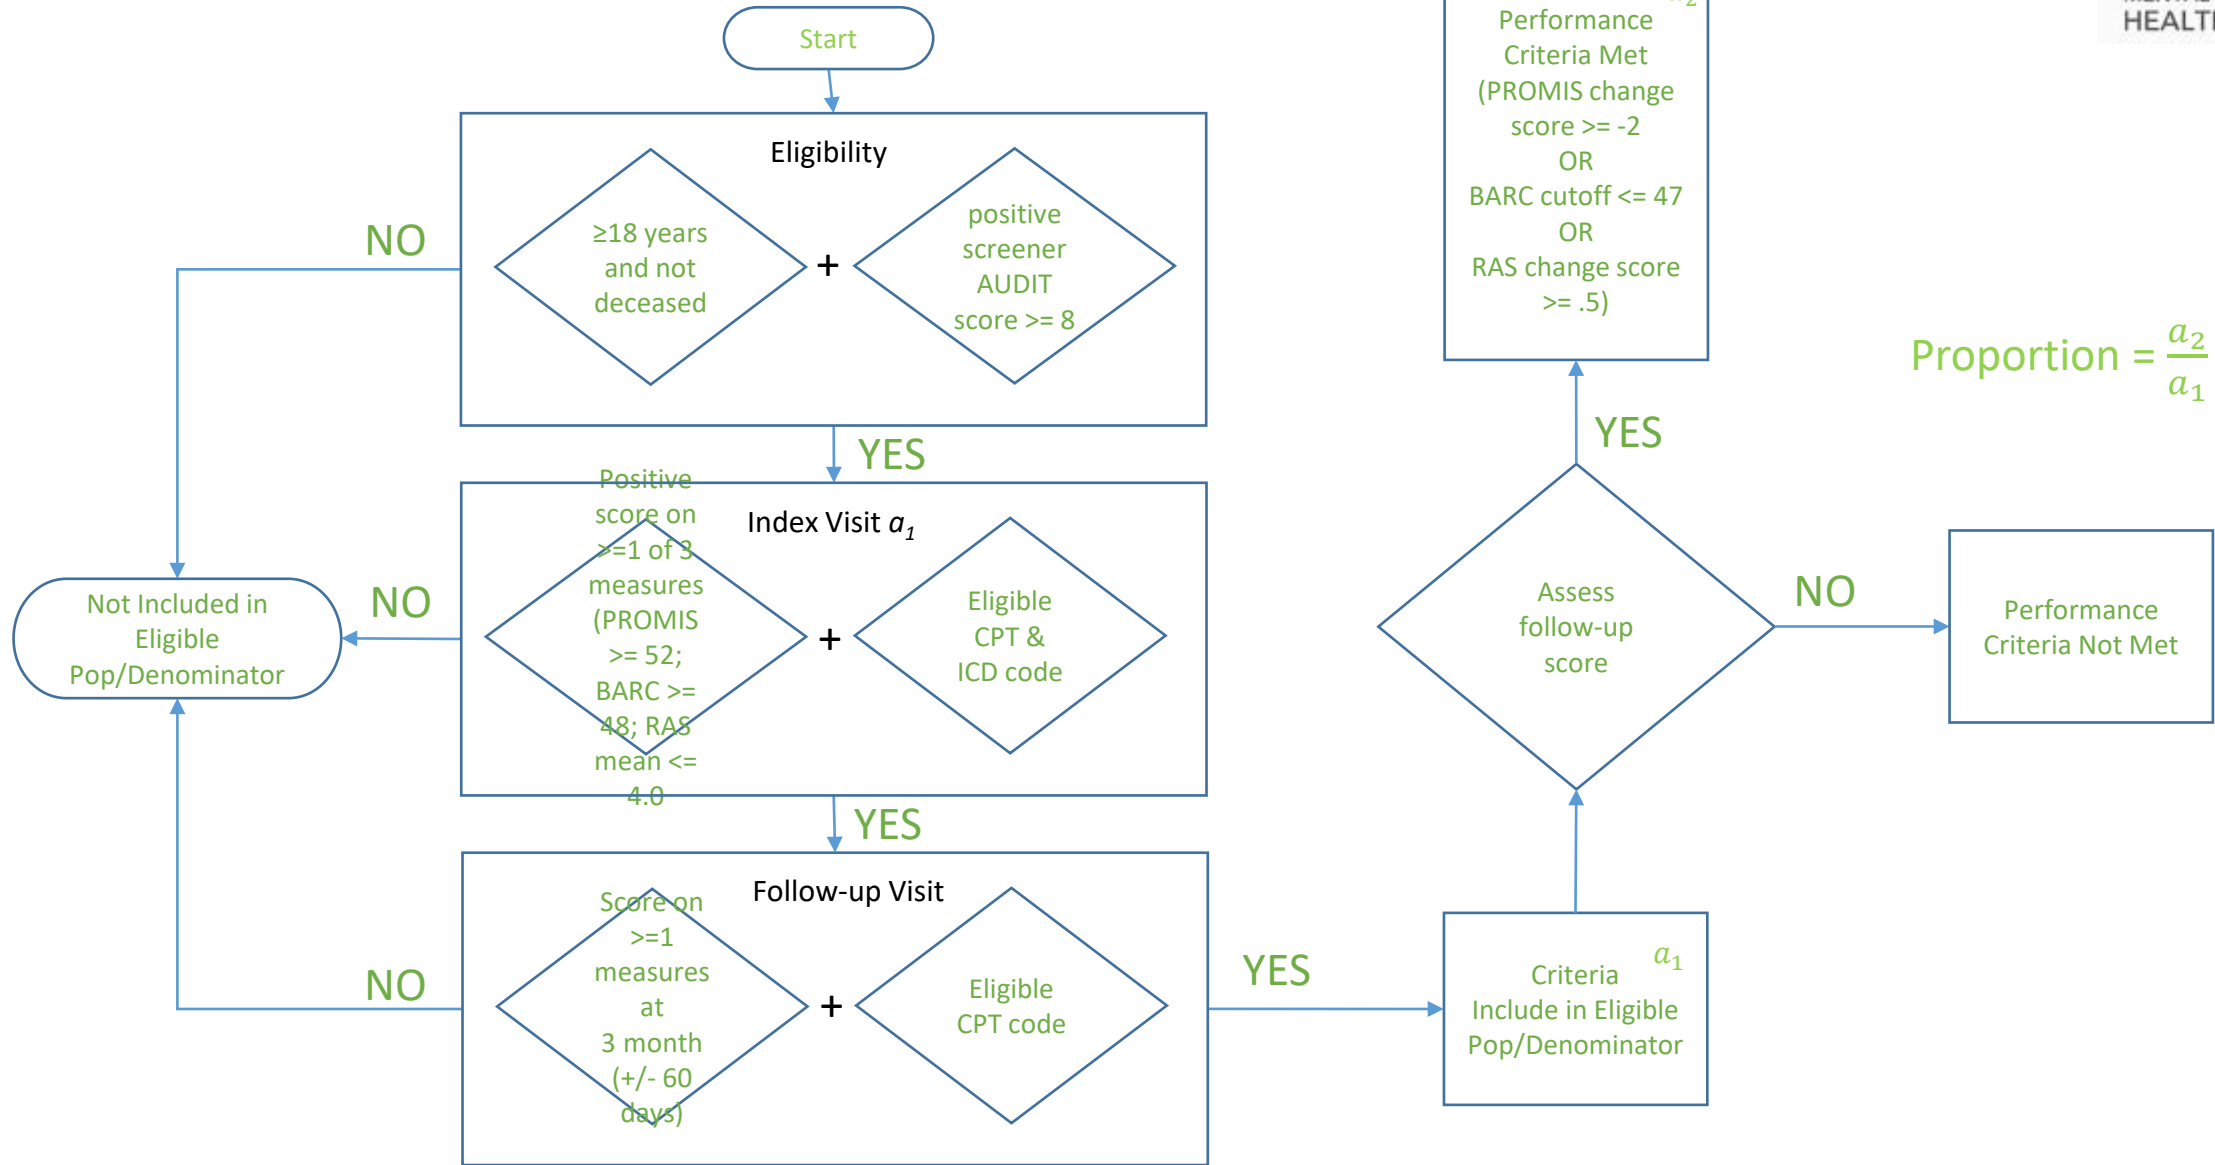 Start
Eligibility
≥18 years
and not
deceased
+
positive
screener
AUDIT
score >= 8
NO
YES
Index Visit a₁
Positive
score on
>=1 of 3
measures
(PROMIS
>= 52;
BARC >=
48; RAS
mean <=
4.0
+
Eligible
CPT &
ICD code
NO
Not Included in
Eligible
Pop/Denominator
YES
Follow-up Visit
Score on
>=1
measures
at
3 month
(+/- 60
days)
+
Eligible
CPT code
NO
YES
a₁
Criteria
Include in Eligible
Pop/Denominator
Assess
follow-up
score
NO
Performance
Criteria Not Met
YES
a₂
Performance
Criteria Met
(PROMIS change
score >= -2
OR
BARC cutoff <= 47
OR
RAS change score
>= .5)
Proportion = a₂/a₁